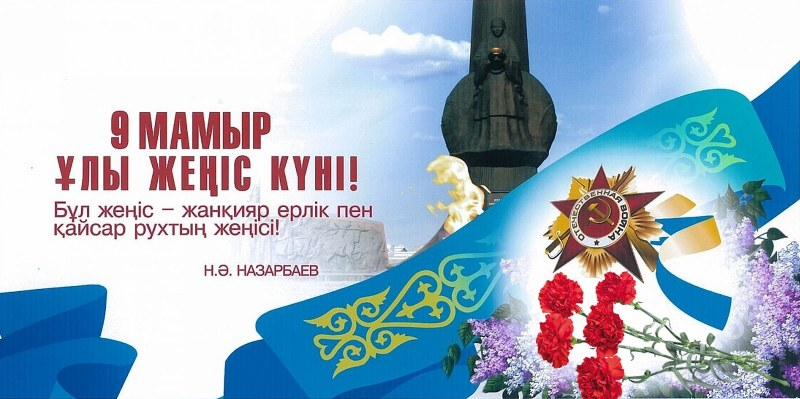 9 МАМЫР
ҰЛЫ ЖЕҢІС КҮНІ!
Бұл жеңіс – жанқияр ерлік пен
қайсар рухтың жеңісі!
Н.Ә. НАЗАРБАЕВ
ОТЕЧЕСТВЕННАЯ ВОЙНА